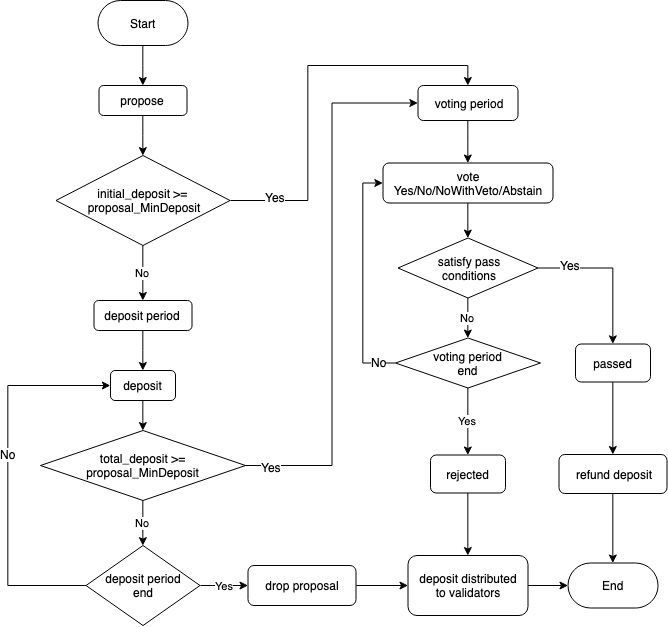 Start
propose
initial_deposit >=
proposal_MinDeposit
Yes
No
deposit period
deposit
total_deposit >=
proposal_MinDeposit
Yes
No
No
deposit period
end
Yes
drop proposal
deposit distributed
to validators
End
voting period
vote
Yes/No/NoWithVeto/Abstain
satisfy pass
conditions
Yes
No
voting period
end
No
Yes
rejected
passed
refund deposit